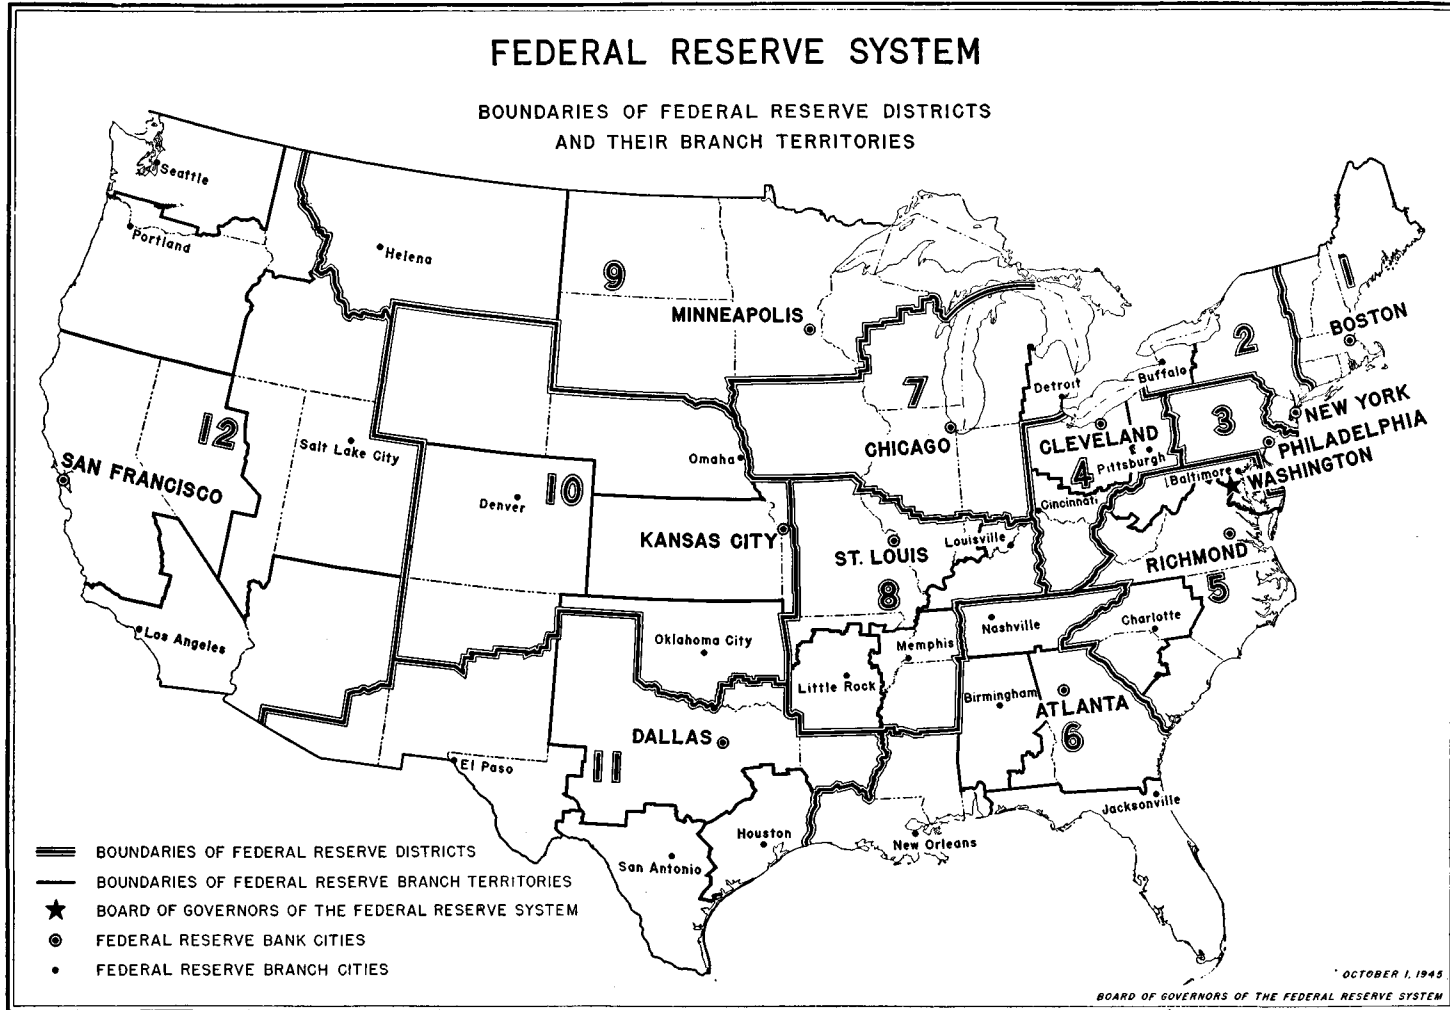 FEDERAL RESERVE SYSTEM
BOUNDARIES OF FEDERAL RESERVE DISTRICTS
AND THEIR BRANCH TERRITORIES
Seattle
Portland
Helena
9
MINNEAPOLIS
1
BOSTON
2
Buffalo
Detroit
7
CHICAGO
CLEVELAND
4
Pittsburgh
Cincinnati
3
NEW YORK
PHILADELPHIA
WASHINGTON
Baltimore
12
SAN FRANCISCO
Salt Lake City
Omaha
Denver
10
KANSAS CITY
ST. LOUIS
8
Louisville
RICHMOND
5
Charlotte
Los Angeles
Oklahoma City
Memphis
Nashville
Little Rock
Birmingham
ATLANTA
6
DALLAS
11
El Paso
Houston
San Antonio
New Orleans
Jacksonville
BOUNDARIES OF FEDERAL RESERVE DISTRICTS
BOUNDARIES OF FEDERAL RESERVE BRANCH TERRITORIES
BOARD OF GOVERNORS OF THE FEDERAL RESERVE SYSTEM
FEDERAL RESERVE BANK CITIES
FEDERAL RESERVE BRANCH CITIES
OCTOBER 1, 1945
BOARD OF GOVERNORS OF THE FEDERAL RESERVE SYSTEM